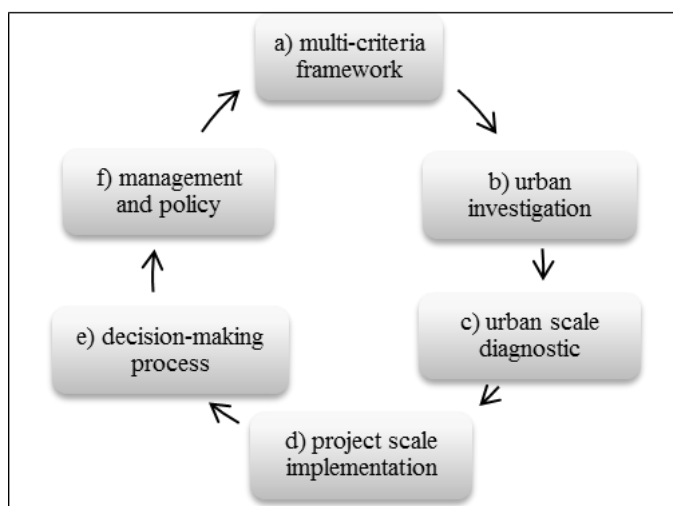 a) multi-criteria
framework
b) urban
investigation
c) urban scale
diagnostic
d) project scale
implementation
e) decision-making
process
f) management
and policy